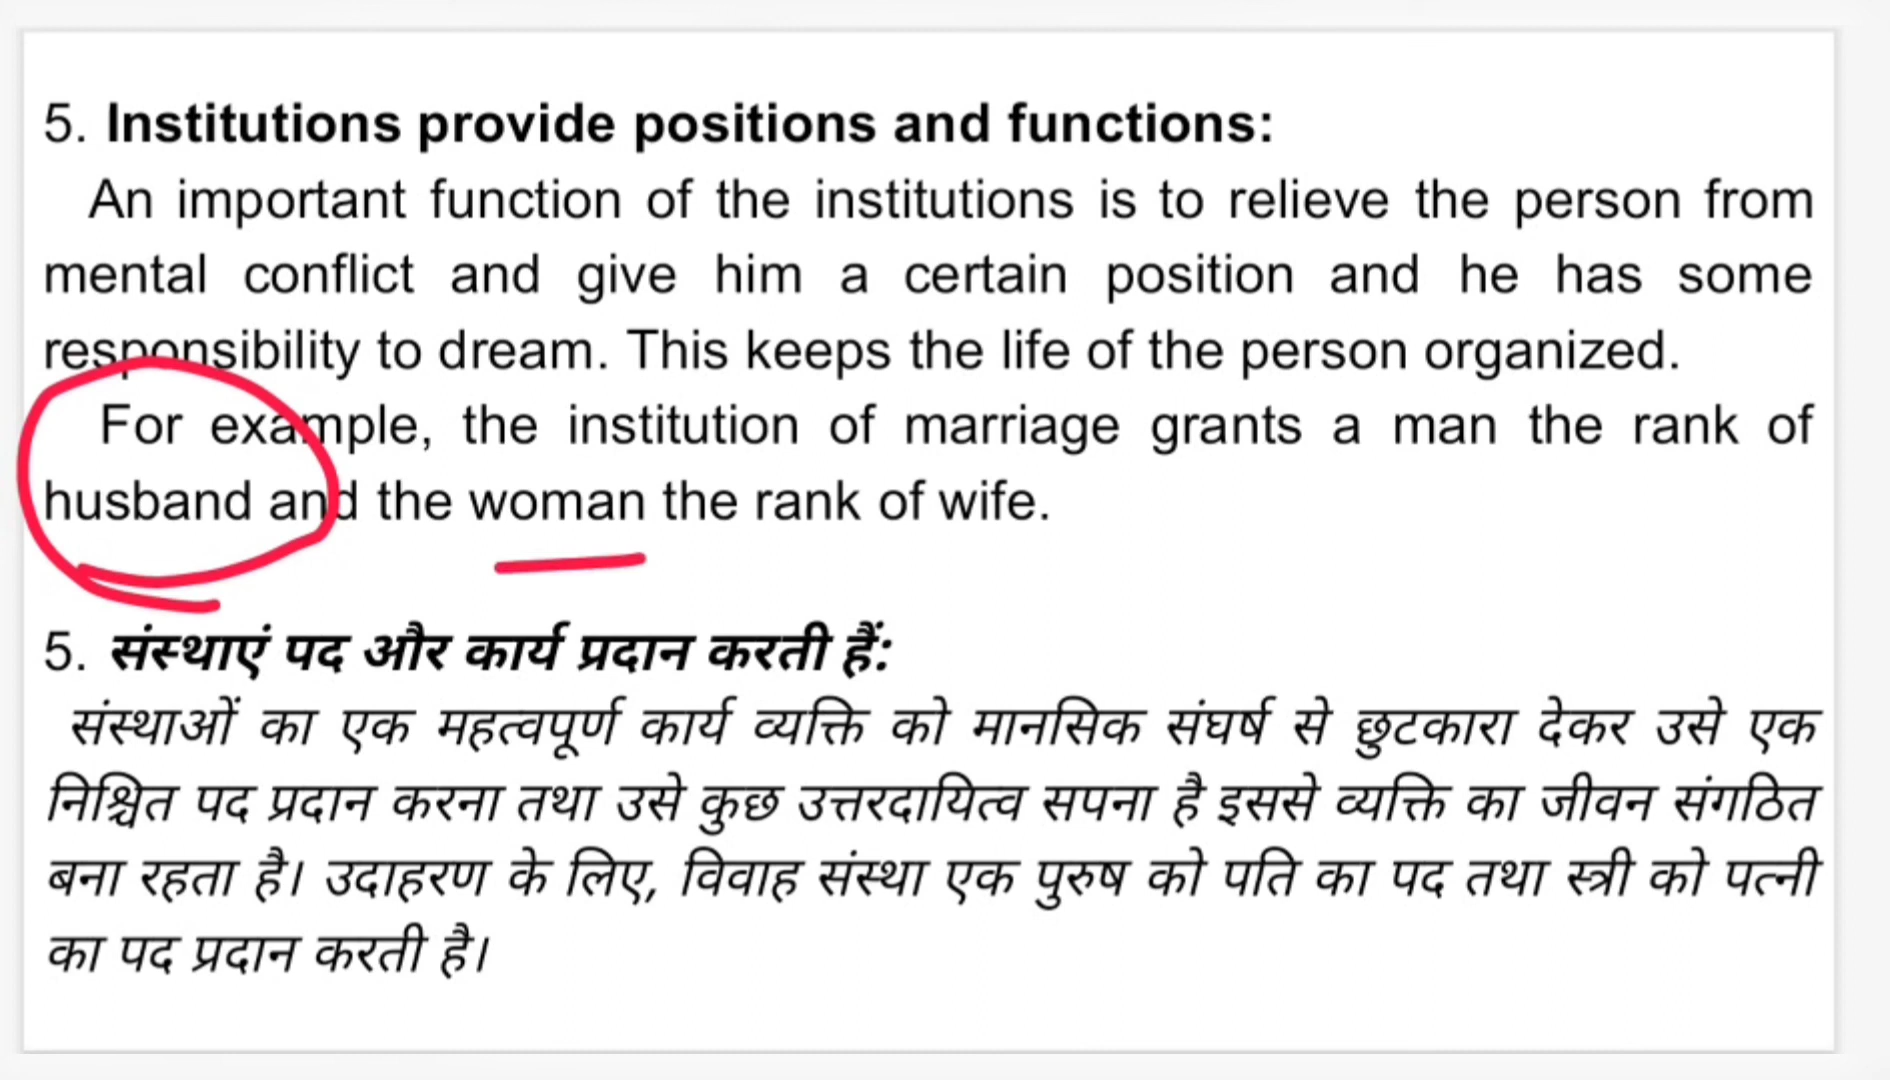 5. Institutions provide positions and functions:
An important function of the institutions is to relieve the person from
mental conflict and give him a certain position and he has some
responsibility to dream. This keeps the life of the person organized.
For example, the institution of marriage grants a man the rank of
husband and the woman the rank of wife.
5. संस्थाएं पद और कार्य प्रदान करती हैं:
संस्थाओं का एक महत्वपूर्ण कार्य व्यक्ति को मानसिक संघर्ष से छुटकारा देकर उसे एक
निश्चित पद प्रदान करना तथा उसे कुछ उत्तरदायित्व सपना है इससे व्यक्ति का जीवन संगठित
बना रहता है। उदाहरण के लिए, विवाह संस्था एक पुरुष को पति का पद तथा स्त्री को पत्नी
का पद प्रदान करती है।